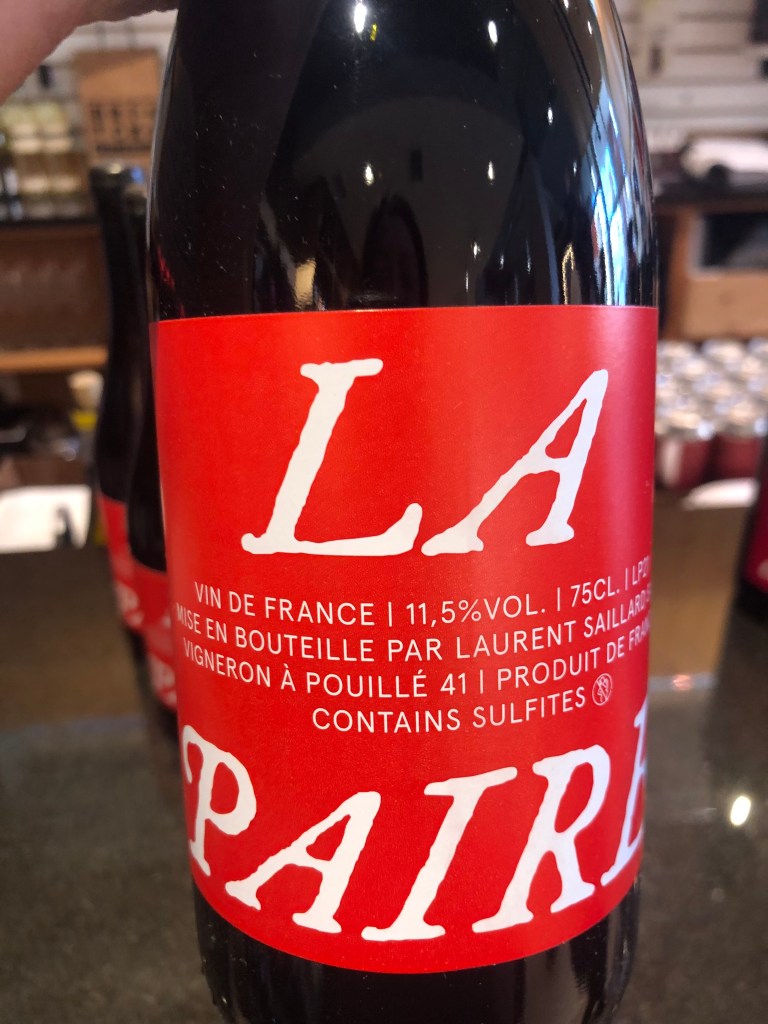 LA
VIN DE FRANCE | 11,5%VOL. | 75CL. |
MISE EN BOUTEILLE PAR LAURENT SAILLARD
VIGNERON À POUILLÉ 41 | PRODUIT DE
CONTAINS SULFITES
PAIRE